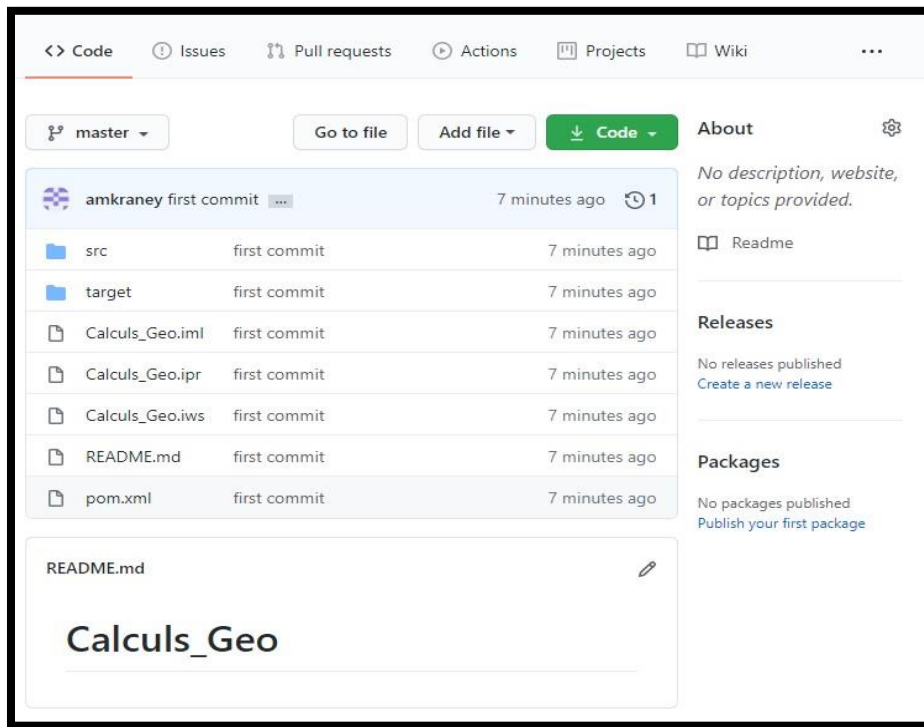 <> Code Issues Pull requests Actions Projects Wiki ...
master Go to file Add file Code
amkraney first commit ... 7 minutes ago 1
src first commit 7 minutes ago
target first commit 7 minutes ago
Calculs_Geo.iml first commit 7 minutes ago
Calculs_Geo.ipr first commit 7 minutes ago
Calculs_Geo.iws first commit 7 minutes ago
README.md first commit 7 minutes ago
pom.xml first commit 7 minutes ago
README.md
Calculs_Geo
About
No description, website,
or topics provided.
Readme
Releases
No releases published
Create a new release
Packages
No packages published
Publish your first package